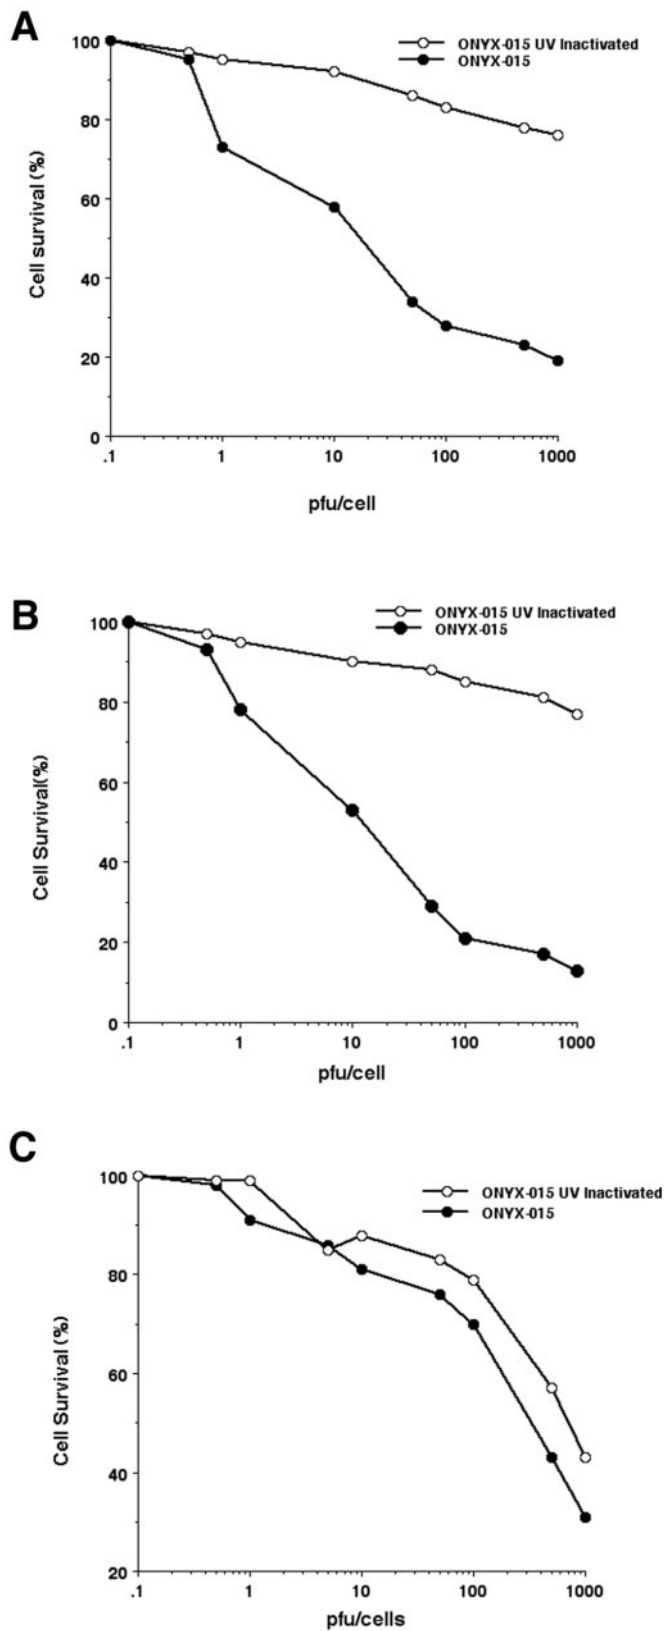 A
ONYX-015 UV Inactivated
ONYX-015
100
80
60
40
20
0
Cell survival (%)
.1 1 10 100 1000
pfu/cell
B
ONYX-015 UV Inactivated
ONYX-015
100
80
60
40
20
0
Cell Survival(%)
.1 1 10 100 1000
pfu/cell
C
ONYX-015 UV Inactivated
ONYX-015
100
80
60
40
20
Cell Survival (%)
.1 1 10 100 1000
pfu/cells